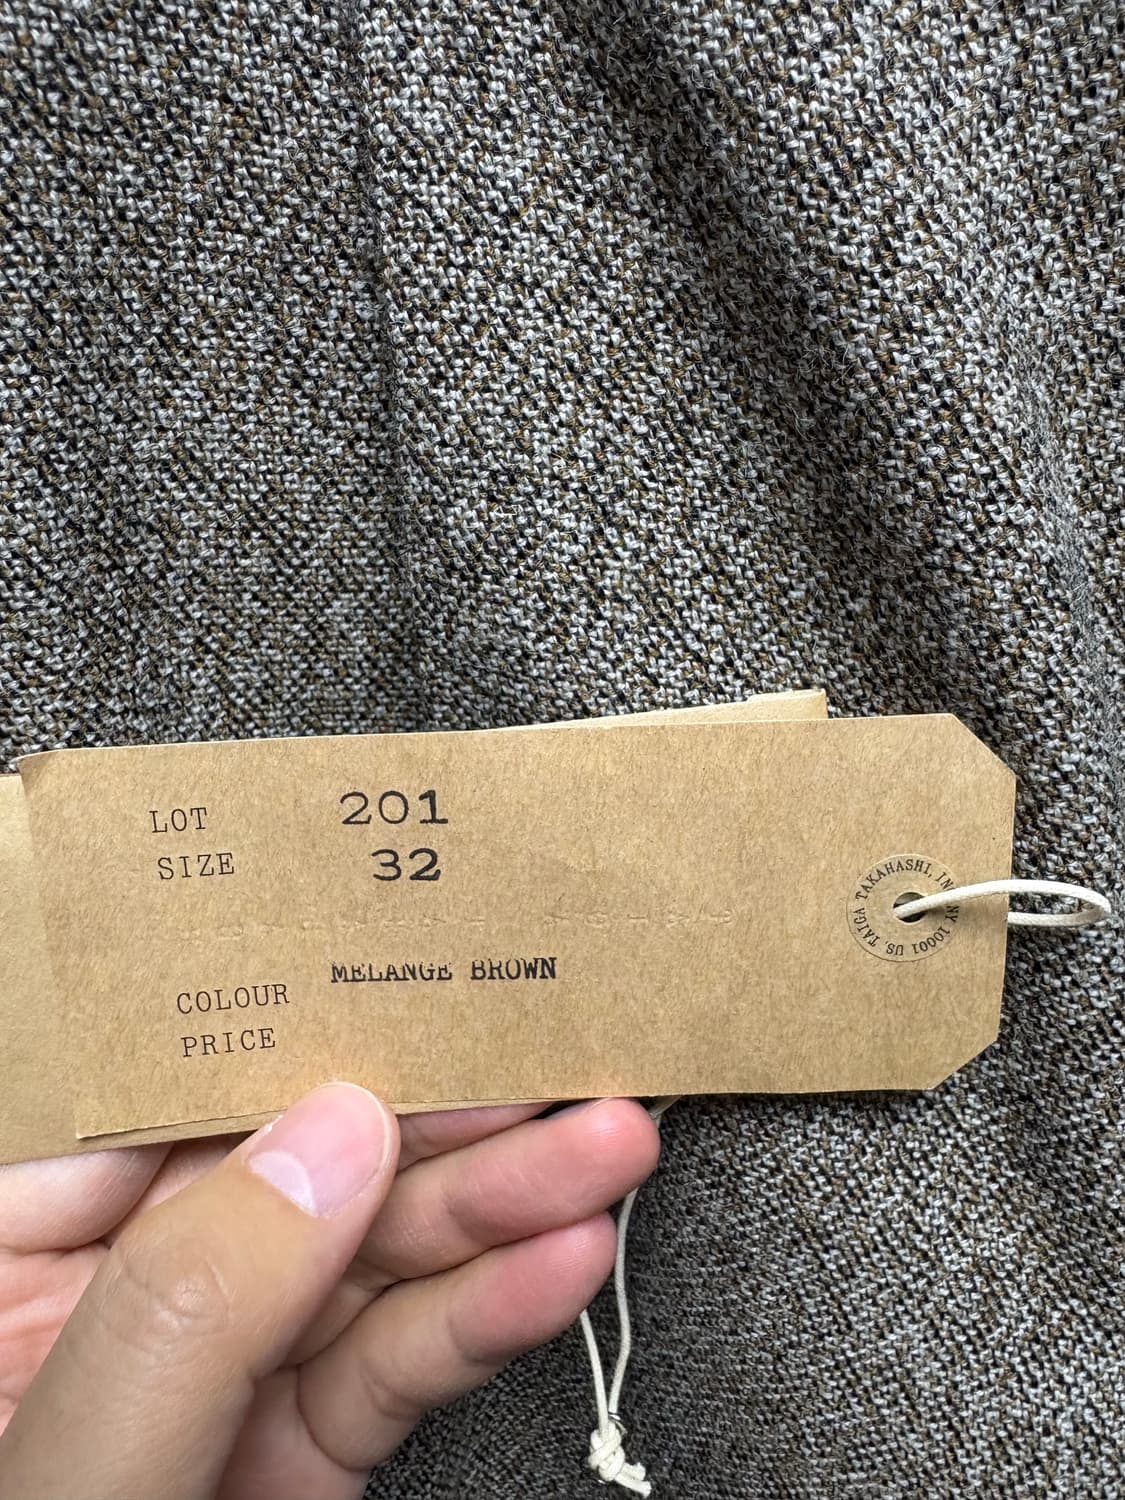 LOT 201
SIZE 32
MELANGE BROWN
COLOUR
PRICE
TAIGA TAKAHASHI, INC NY 10001 US.